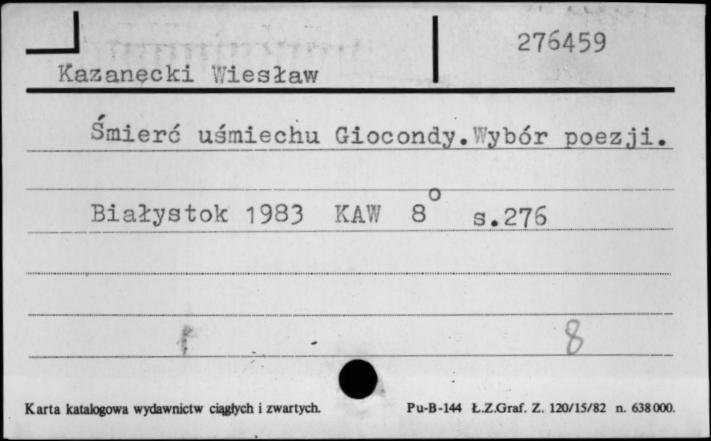 276459
Kazanecki Wiesław
Śmierć uśmiechu Giocondy.Wybór poezji.
Białystok 1983 KAW 8° s.276
8
Karta katalogowa wydawnictw ciągłych i zwartych. Pu-B-144 Ł.Z.Graf. Z. 120/15/82 n. 638000.